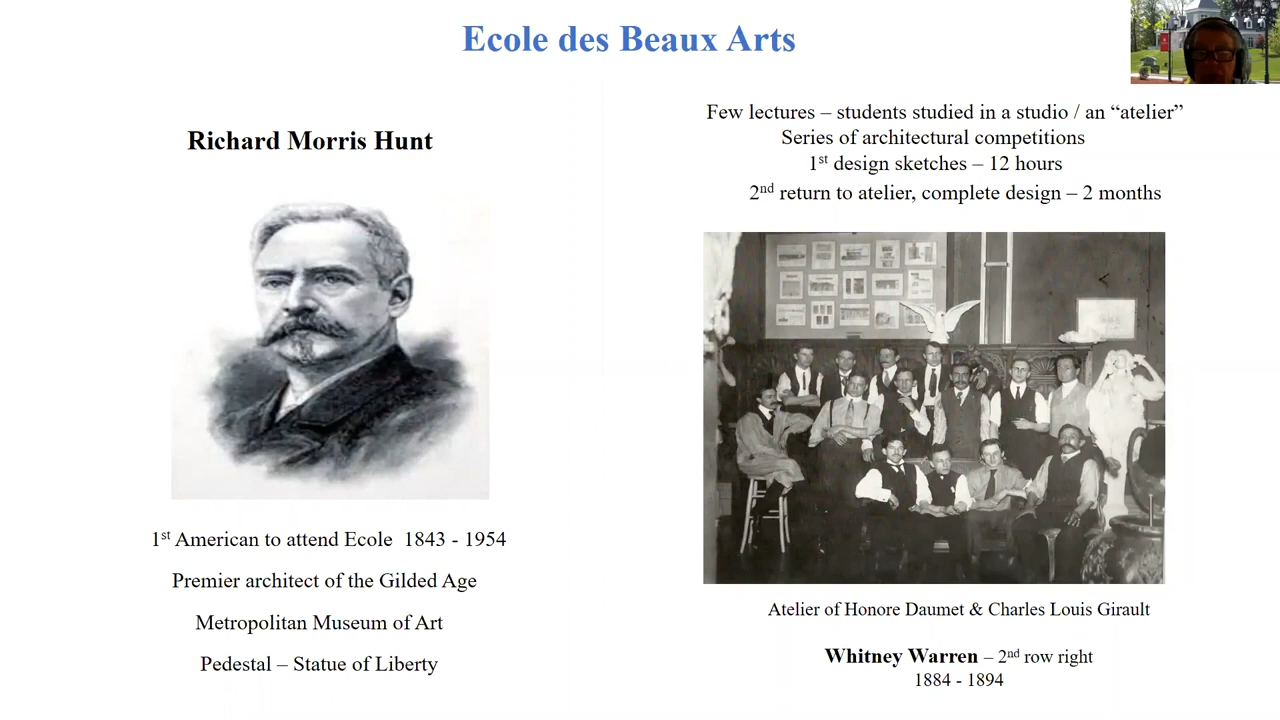 Ecole des Beaux Arts
Richard Morris Hunt
1st American to attend Ecole 1843 - 1954
Premier architect of the Gilded Age
Metropolitan Museum of Art
Pedestal – Statue of Liberty
Few lectures – students studied in a studio / an “atelier”
Series of architectural competitions
1st design sketches – 12 hours
2nd return to atelier, complete design – 2 months
Atelier of Honore Daumet & Charles Louis Girault
Whitney Warren – 2nd row right
1884 - 1894